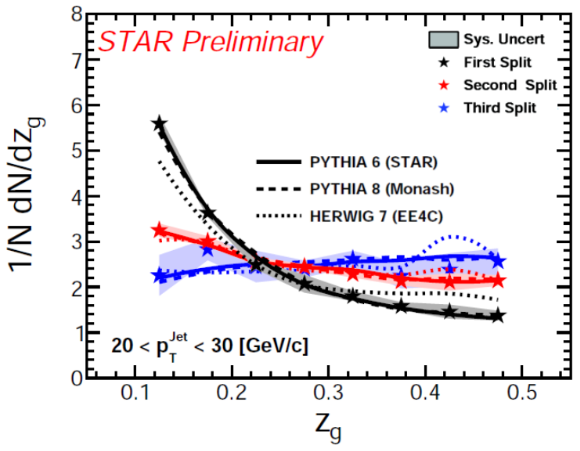 STAR Preliminary
Sys. Uncert
First Split
Second Split
Third Split
PYTHIA 6 (STAR)
PYTHIA 8 (Monash)
HERWIG 7 (EE4C)
20 < p_T^Jet < 30 [GeV/c]
1/N dN/dz_g
8
7
6
5
4
3
2
1
0
0.1 0.2 0.3 0.4 0.5
z_g